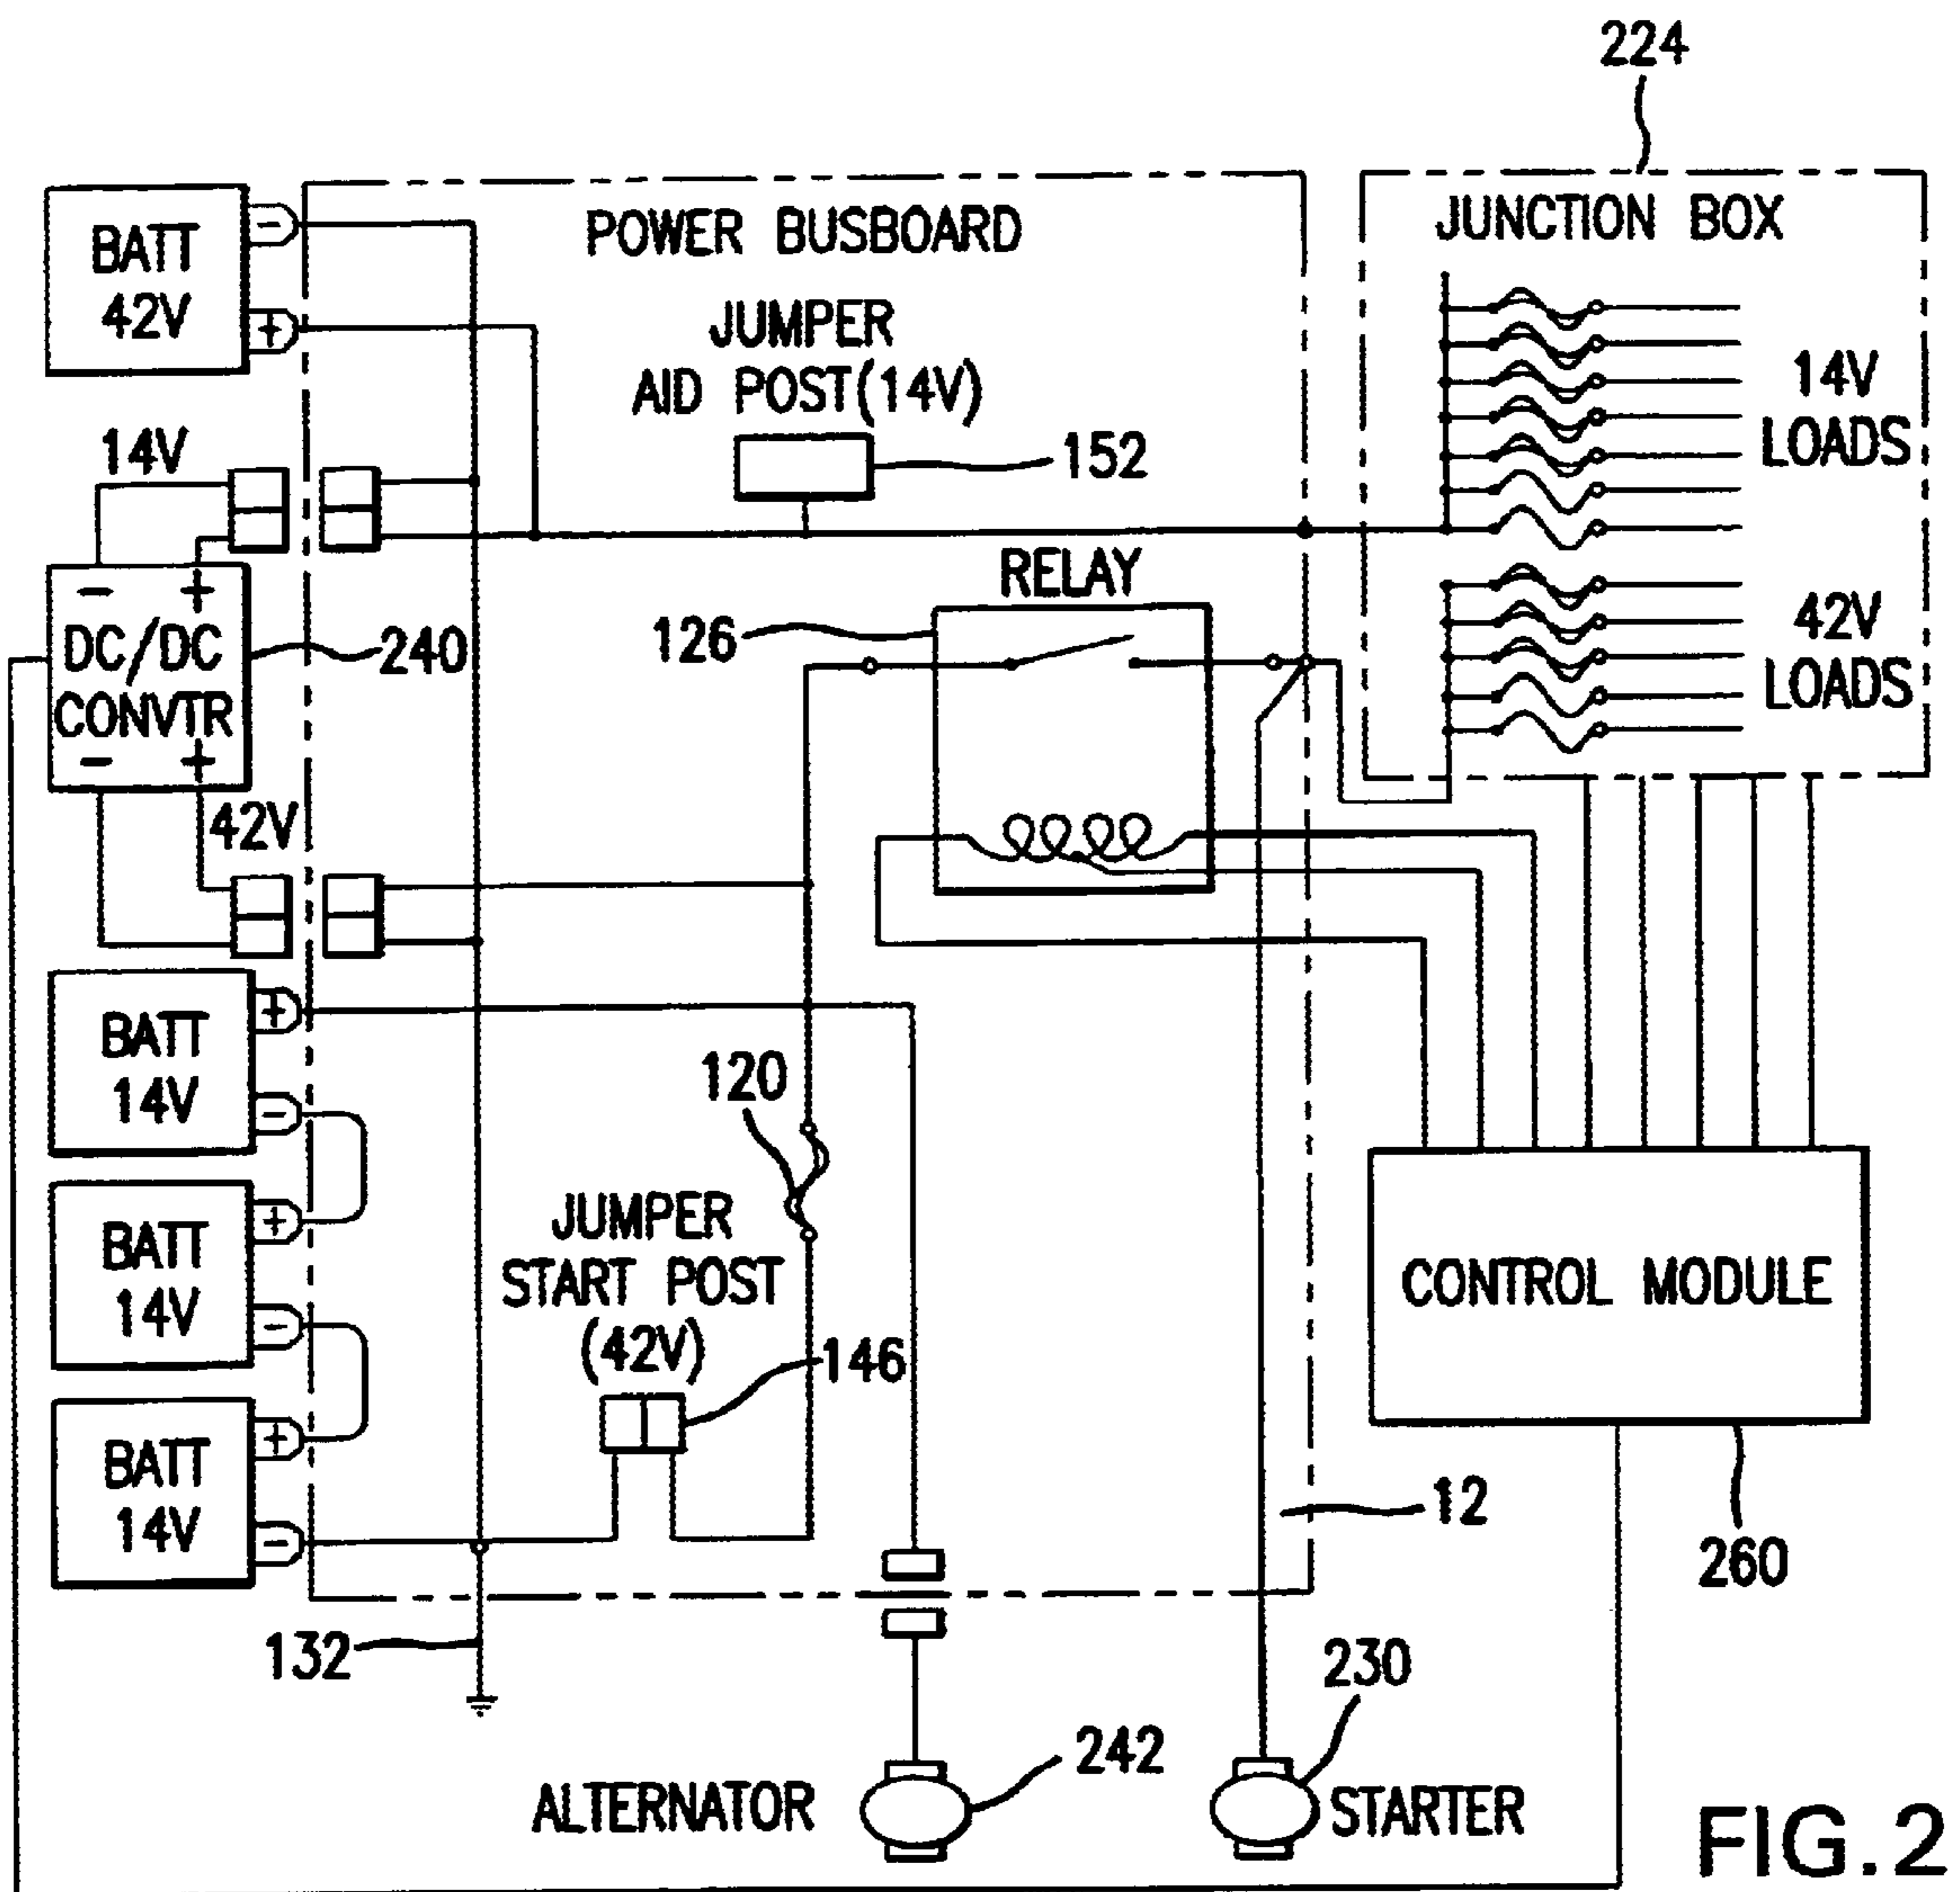 224
BATT
42V
-
+
POWER BUSBOARD
JUNCTION BOX
JUMPER
AID POST(14V)
152
14V
LOADS
14V
- +
DC/DC
CONVTR
- +
240
42V
RELAY
126
42V
LOADS
BATT
14V
+
-
BATT
14V
+
-
BATT
14V
+
-
120
JUMPER
START POST
(42V)
146
CONTROL MODULE
12
260
132
ALTERNATOR
242
230
STARTER
FIG.2